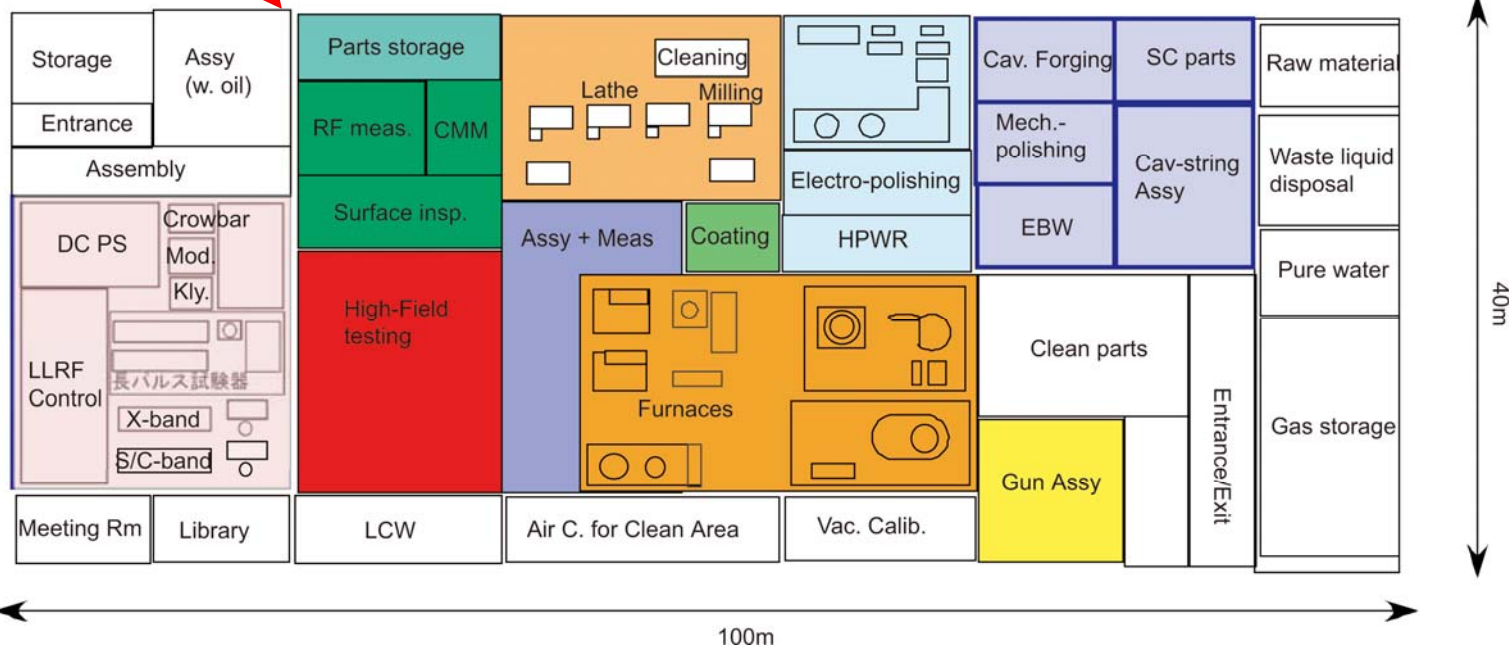 Storage
Assy
(w. oil)
Entrance
Assembly
DC PS
Crowbar
Mod.
Kly.
LLRF
Control
長パルス試験器
X-band
S/C-band
Meeting Rm
Library
Parts storage
RF meas.
CMM
Surface insp.
High-Field
testing
LCW
Cleaning
Lathe
Milling
Assy + Meas
Coating
Furnaces
Air C. for Clean Area
Electro-polishing
HPWR
Vac. Calib.
Cav. Forging
SC parts
Mech.-
polishing
Cav-string
Assy
EBW
Clean parts
Gun Assy
Entrance/Exit
Raw material
Waste liquid
disposal
Pure water
Gas storage
40m
100m